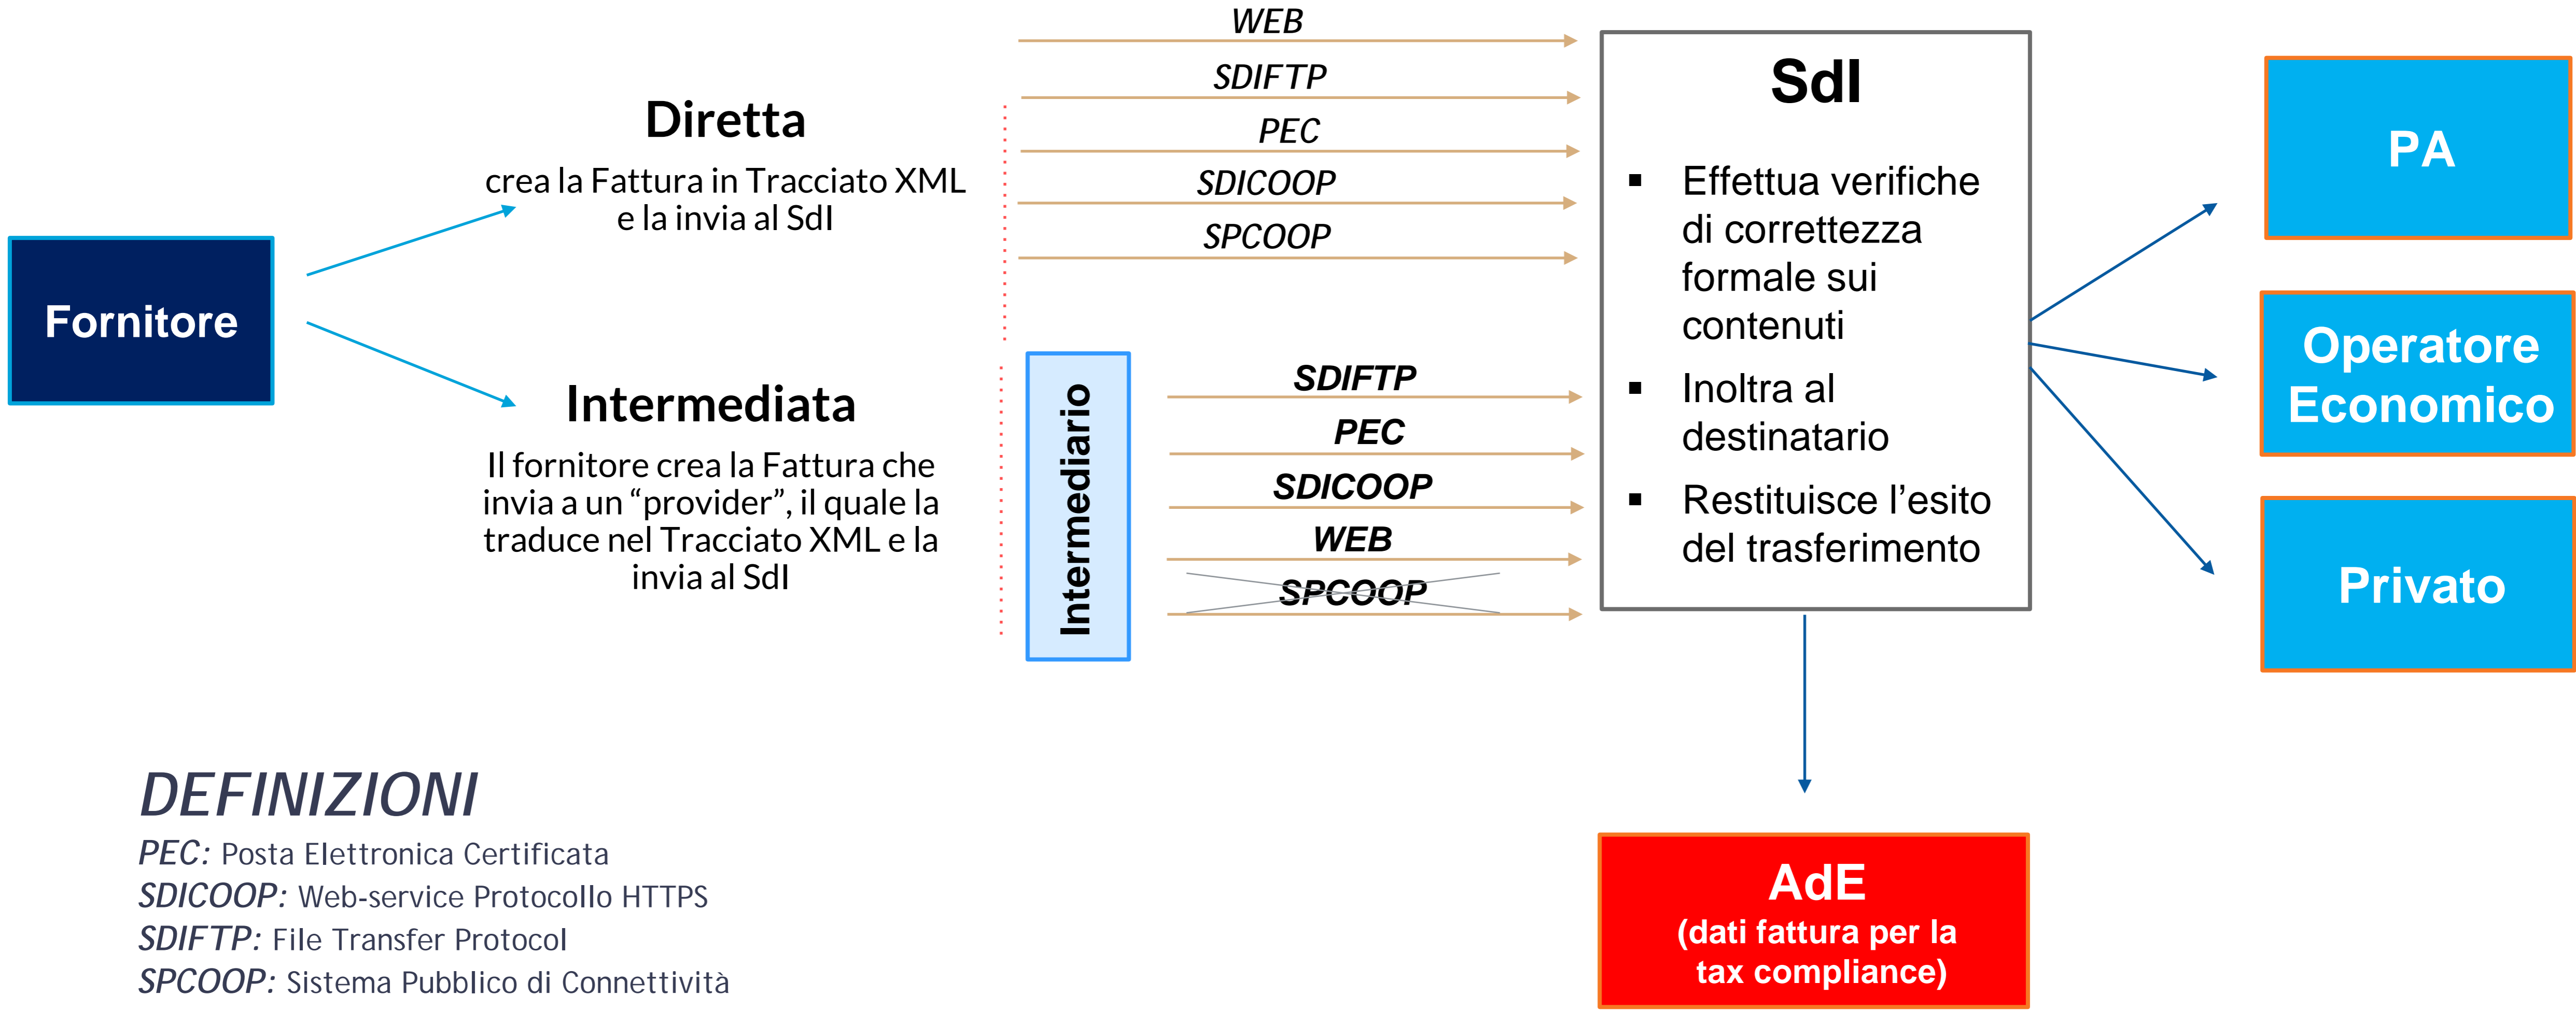 Fornitore
Diretta
crea la Fattura in Tracciato XML
e la invia al SdI
Intermediata
Il fornitore crea la Fattura che
invia a un “provider”, il quale la
traduce nel Tracciato XML e la
invia al SdI
WEB
SDIFTP
PEC
SDICOOP
SPCOOP
Intermediario
SDIFTP
PEC
SDICOOP
WEB
SPCOOP
SdI
▪ Effettua verifiche
di correttezza
formale sui
contenuti
▪ Inoltra al
destinatario
▪ Restituisce l’esito
del trasferimento
PA
Operatore
Economico
Privato
AdE
(dati fattura per la
tax compliance)
DEFINIZIONI
PEC: Posta Elettronica Certificata
SDICOOP: Web-service Protocollo HTTPS
SDIFTP: File Transfer Protocol
SPCOOP: Sistema Pubblico di Connettività